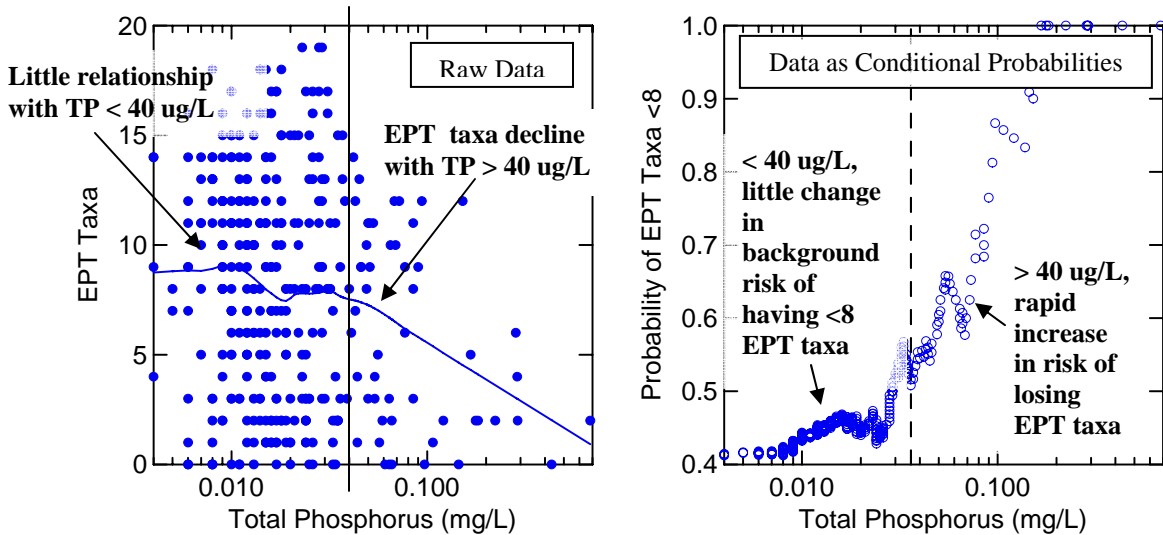 Raw Data
Little relationship
with TP < 40 ug/L
EPT taxa decline
with TP > 40 ug/L
20
15
10
5
0
EPT Taxa
0.010
0.100
Total Phosphorus (mg/L)
Data as Conditional Probabilities
< 40 ug/L,
little change
in
background
risk of
having <8
EPT taxa
> 40 ug/L,
rapid
increase
in risk of
losing
EPT taxa
1.0
0.9
0.8
0.7
0.6
0.5
0.4
Probability of EPT Taxa <8
0.010
0.100
Total Phosphorus (mg/L)